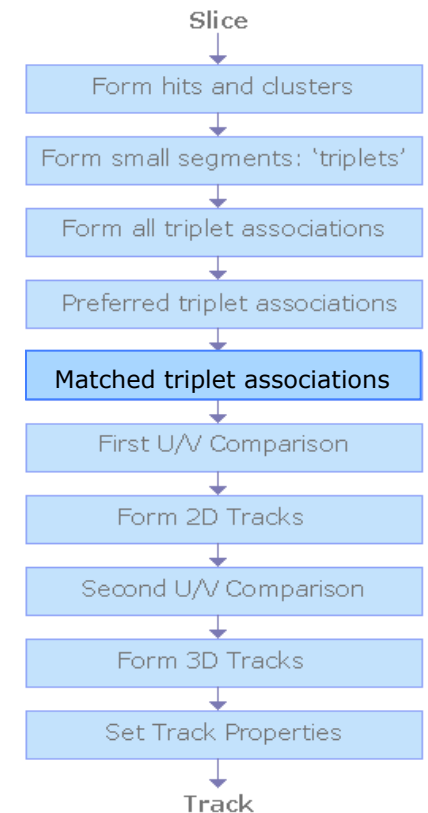 Slice
Form hits and clusters
Form small segments: ‘triplets’
Form all triplet associations
Preferred triplet associations
Matched triplet associations
First U/V Comparison
Form 2D Tracks
Second U/V Comparison
Form 3D Tracks
Set Track Properties
Track